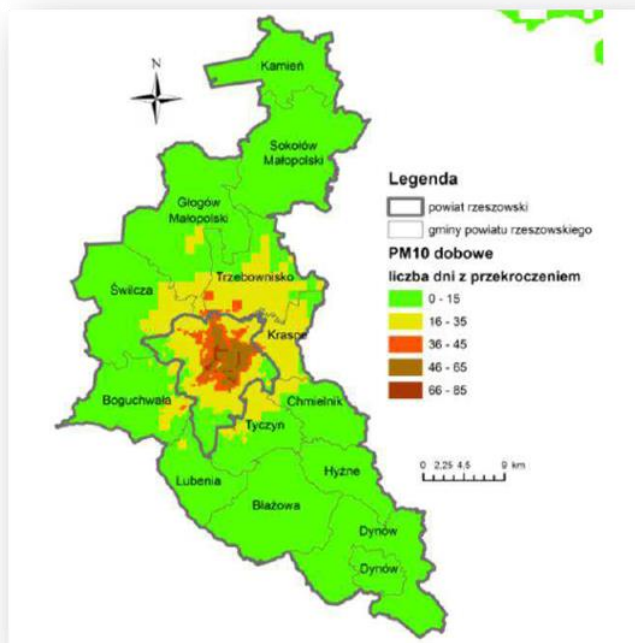 N
Kamień
Sokołów
Małopolski
Głogów
Małopolski
Trzebownisko
Świlcza
Krasne
Boguchwała
Chmielnik
Tyczyn
Lubenia
Hyżne
Błażowa
Dynów
Dynów
Legenda
powiat rzeszowski
gminy powiatu rzeszowskiego
PM10 dobowe
liczba dni z przekroczeniem
0 - 15
16 - 35
36 - 45
46 - 65
66 - 85
0 2,25 4,5 9 km